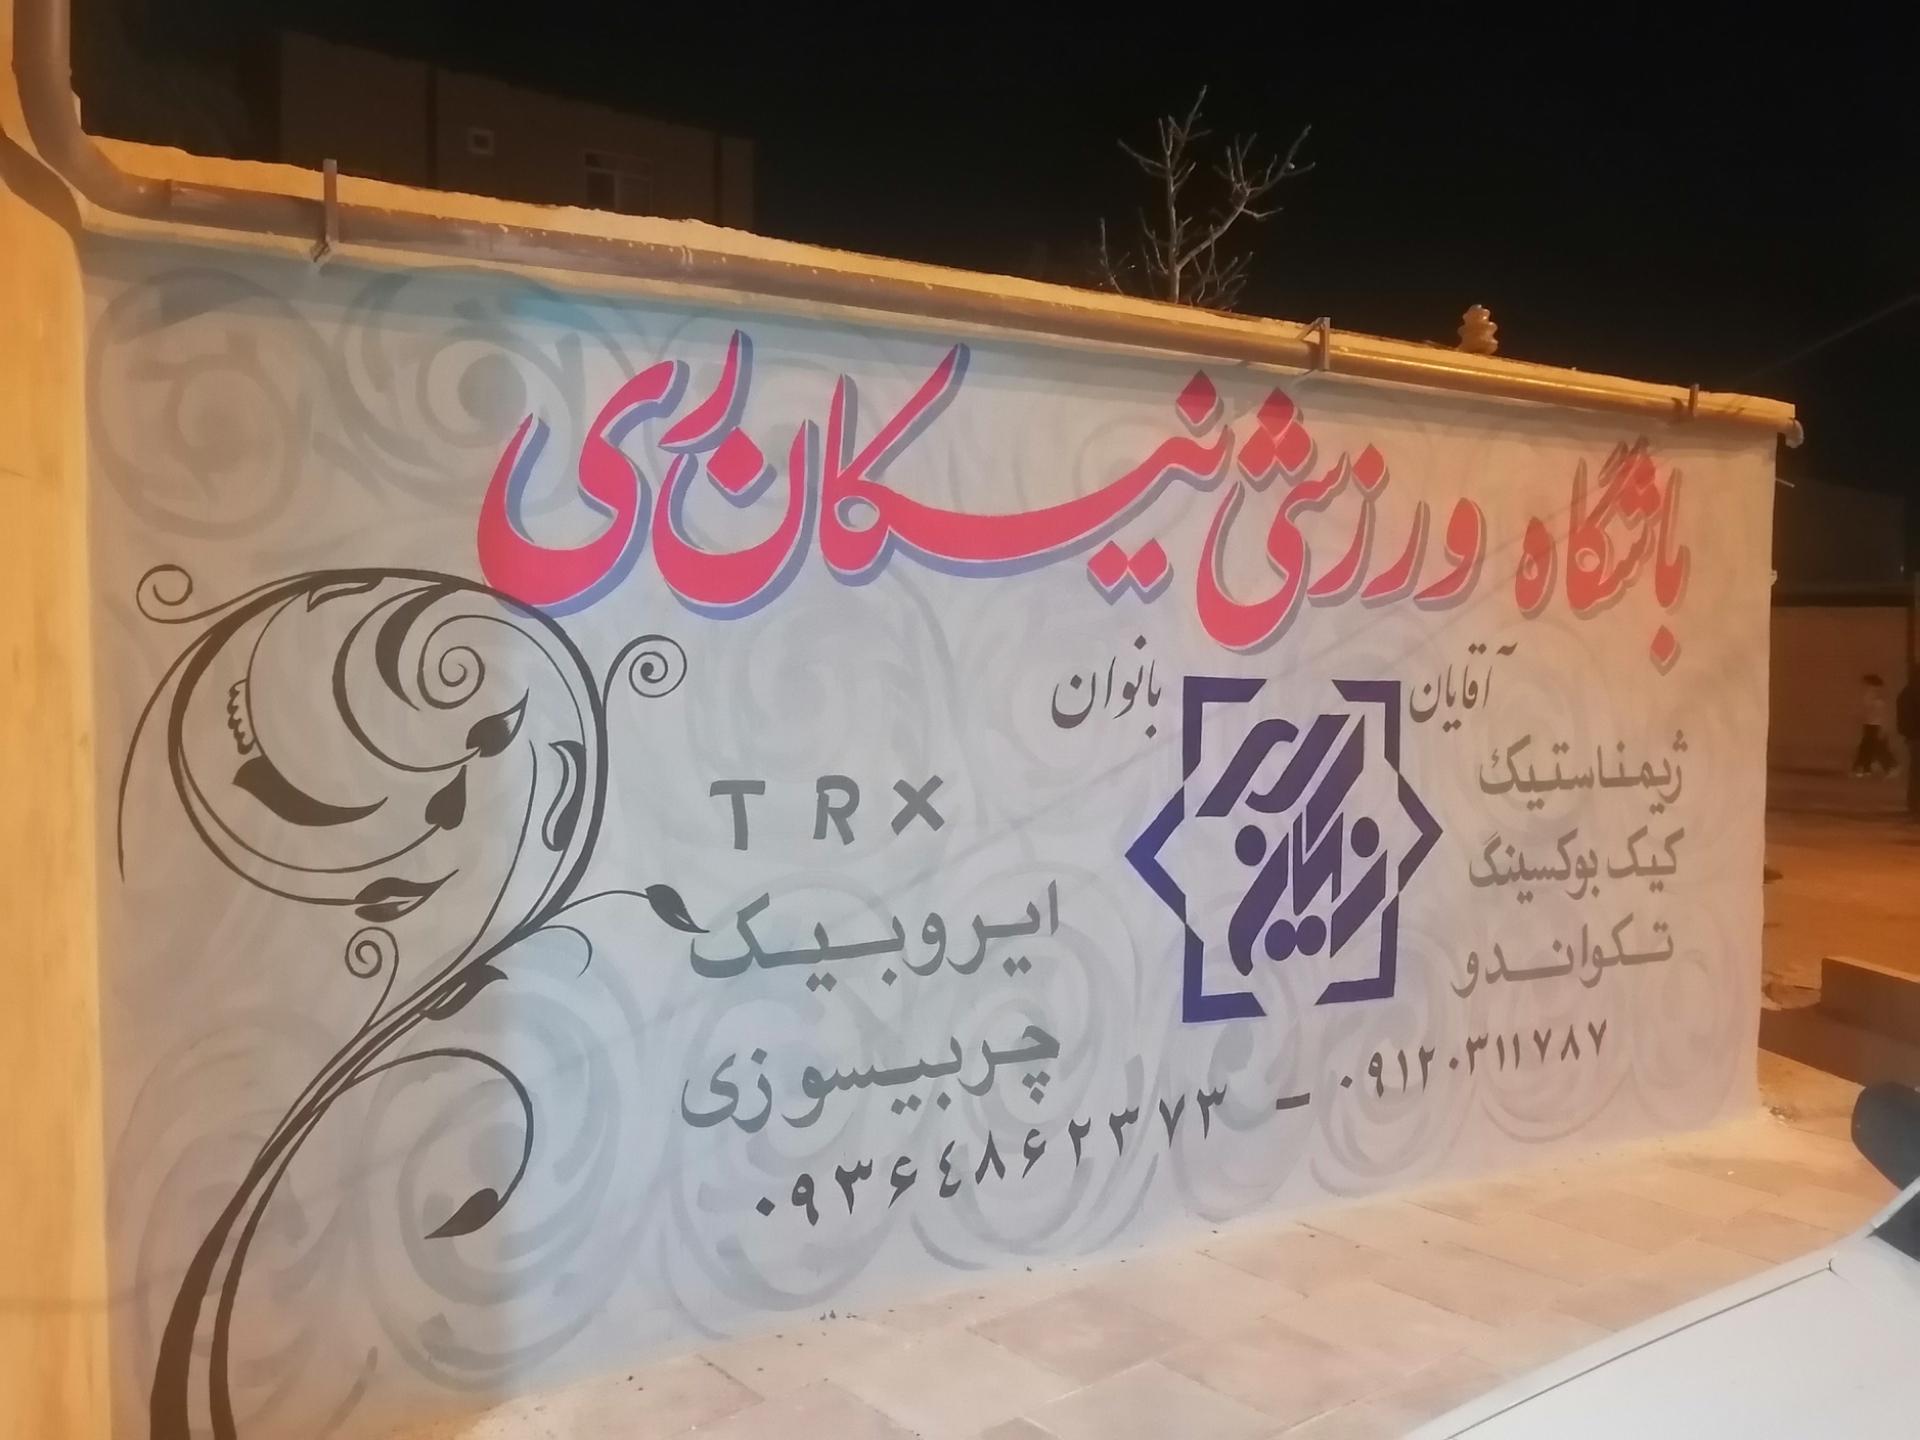 باشگاه ورزشی نیکان ری
آقایان
بانوان
ژیمناستیک
کیک بوکسینگ
تکواندو
TRX
ایروبیک
چربیسوزی
۰۹۳۶۴۸۶۲۳۷۳ – ۰۹۱۲۰۳۱۱۷۸۷